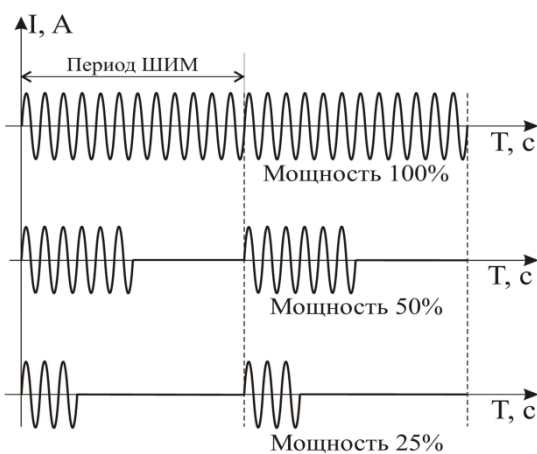 I, А
Период ШИМ
Т, с
Мощность 100%
Т, с
Мощность 50%
Т, с
Мощность 25%